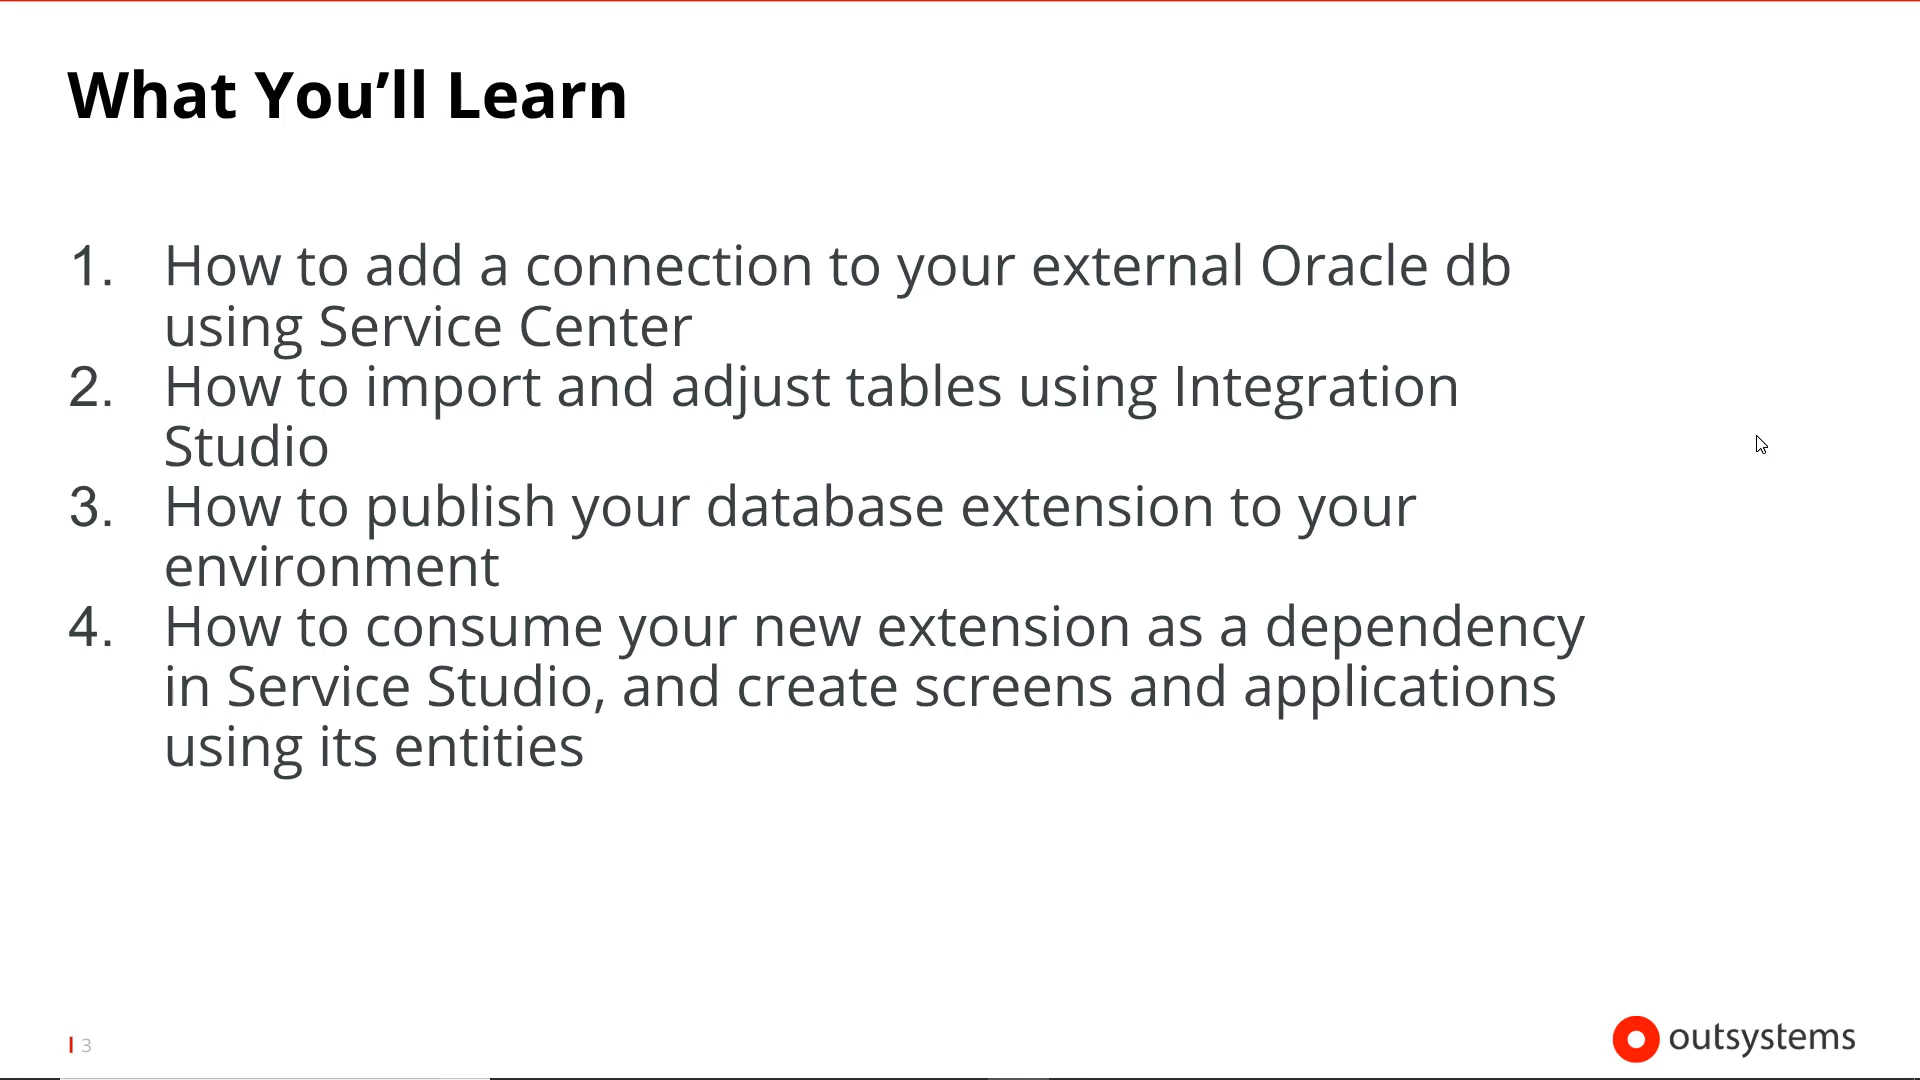 What You’ll Learn
1. How to add a connection to your external Oracle db
using Service Center
2. How to import and adjust tables using Integration
Studio
3. How to publish your database extension to your
environment
4. How to consume your new extension as a dependency
in Service Studio, and create screens and applications
using its entities
3
outsystems